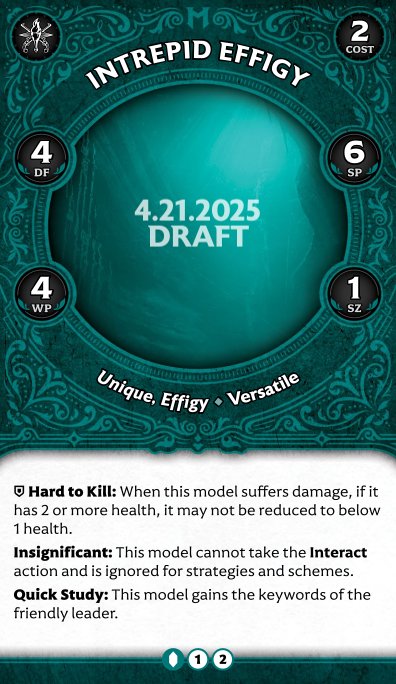 INTREPID EFFIGY
2
COST
4
DF
6
SP
4.21.2025
DRAFT
4
WP
1
SZ
Unique, Effigy ◆ Versatile
Hard to Kill: When this model suffers damage, if it
has 2 or more health, it may not be reduced to below
1 health.
Insignificant: This model cannot take the Interact
action and is ignored for strategies and schemes.
Quick Study: This model gains the keywords of the
friendly leader.
1 2